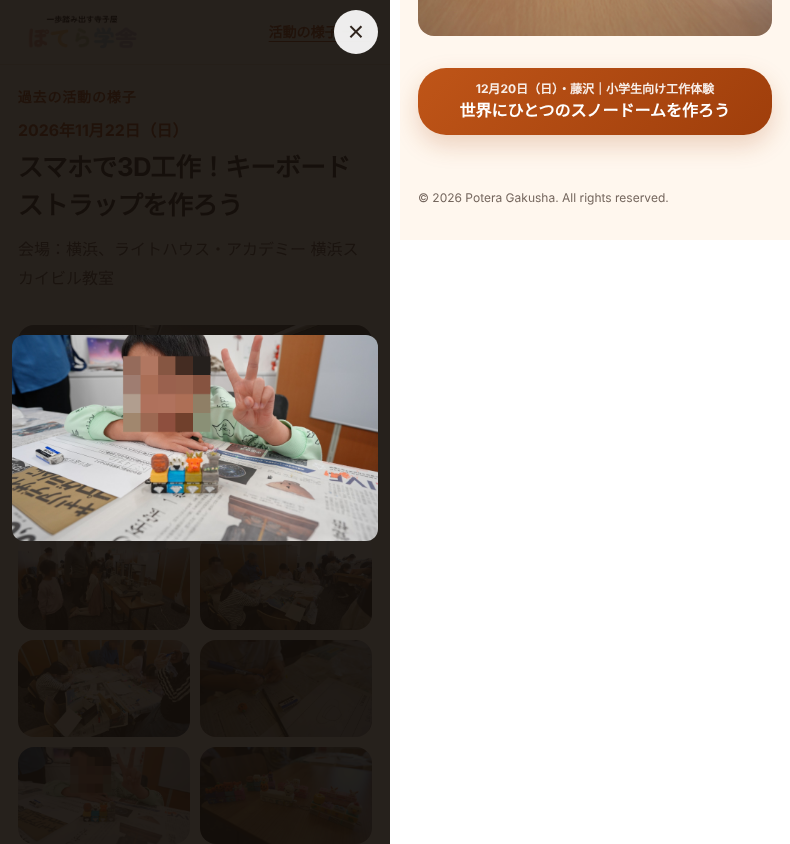 一歩踏み出す寺子屋
ぽてら学舎
活動の様子
×
過去の活動の様子
2026年11月22日（日）
スマホで3D工作！キーボード
ストラップを作ろう
会場：横浜、ライトハウス・アカデミー 横浜ス
カイビル教室
12月20日（日）・藤沢｜小学生向け工作体験
世界にひとつのスノードームを作ろう
© 2026 Potera Gakusha. All rights reserved.